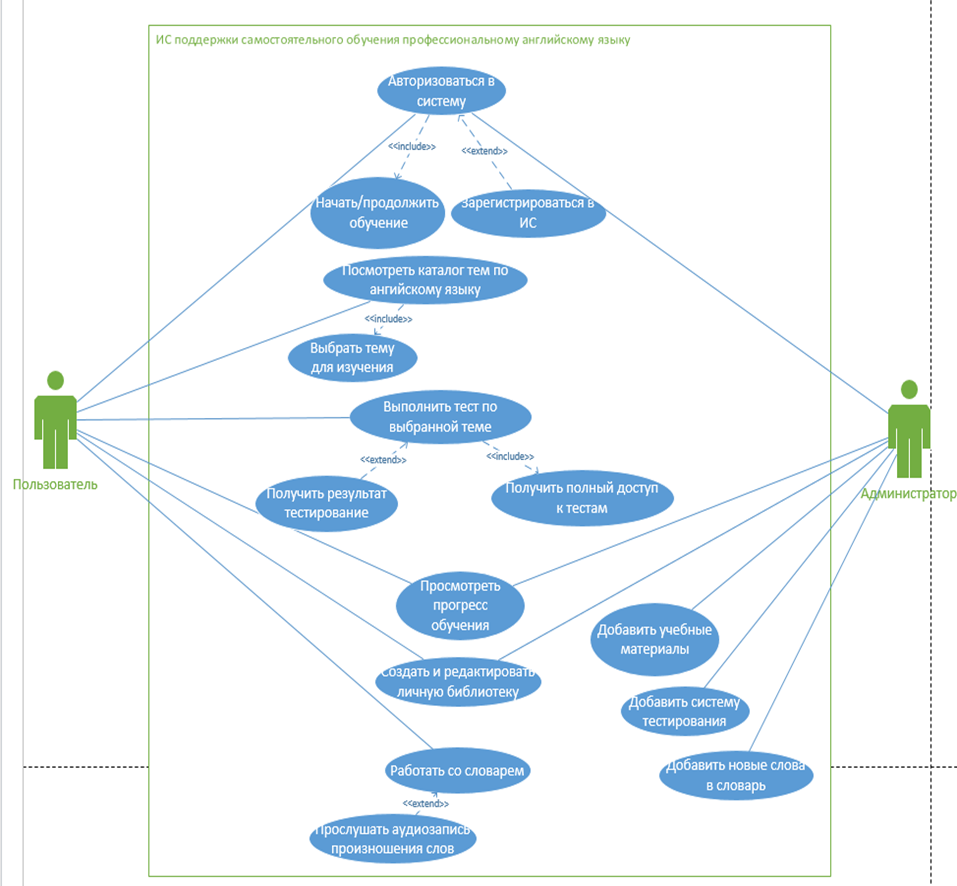 ИС поддержки самостоятельного обучения профессиональному английскому языку
Авторизоваться в
систему
<<include>>
<<extend>>
Начать/продолжить
обучение
Зарегистрироваться в
ИС
Посмотреть каталог тем по
ангийскому языку
<<include>>
Выбрать тему
для изучения
Выполнить тест по
выбранной теме
<<extend>>
<<include>>
Пользователь
Получить результат
тестирование
Получить полный доступ
к тестам
Администратор
Просмотреть
прогресс
обучения
Добавить учебные
материалы
Создать и редактировать
личную библиотеку
Добавить систему
тестирования
Работать со словарем
Добавить новые слова
в словарь
<<extend>>
Прослушать аудиозапись
произношения слов